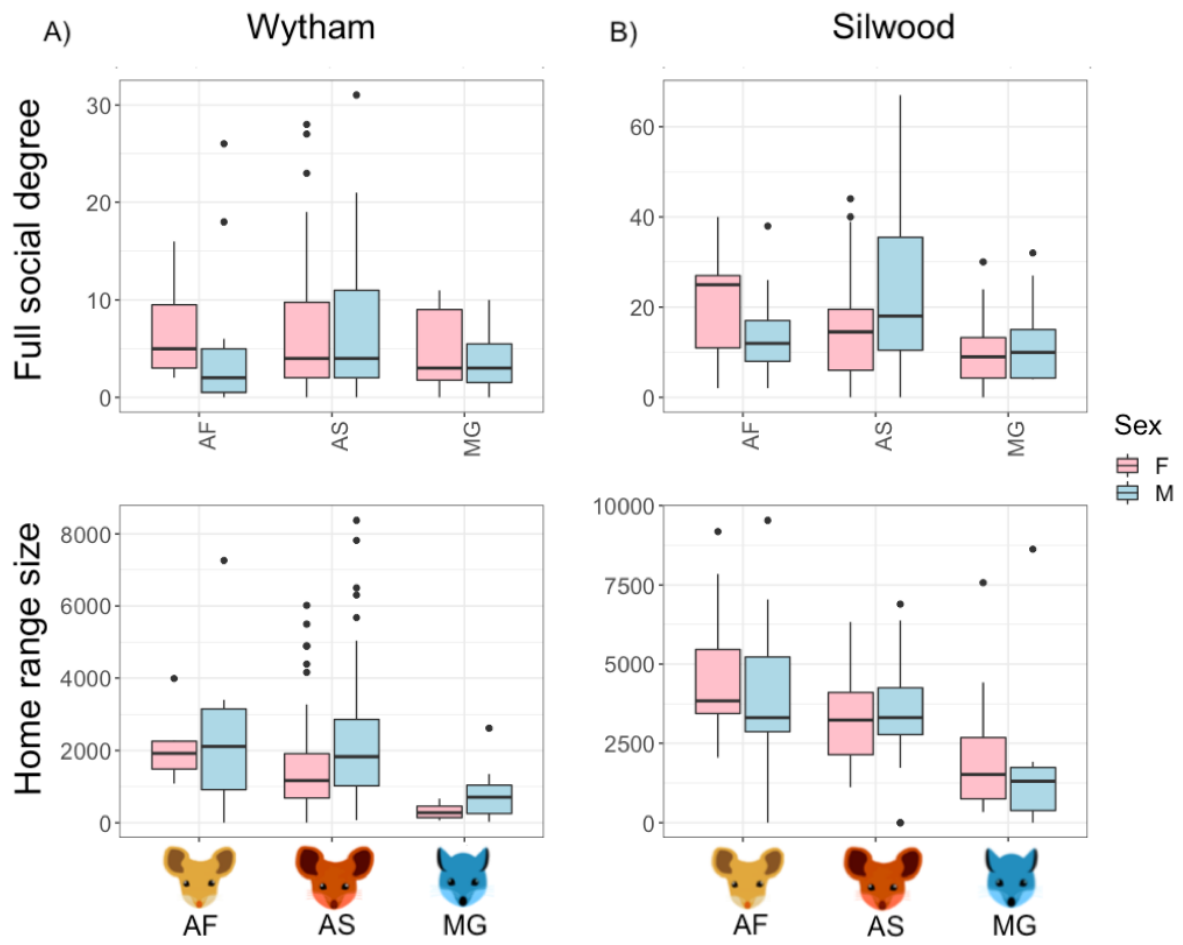 A) Wytham
B) Silwood
Full social degree
30
20
10
0
AF AS MG
60
40
20
0
AF AS MG
Sex
F
M
Home range size
8000
6000
4000
2000
0
AF AS MG
10000
7500
5000
2500
0
AF AS MG